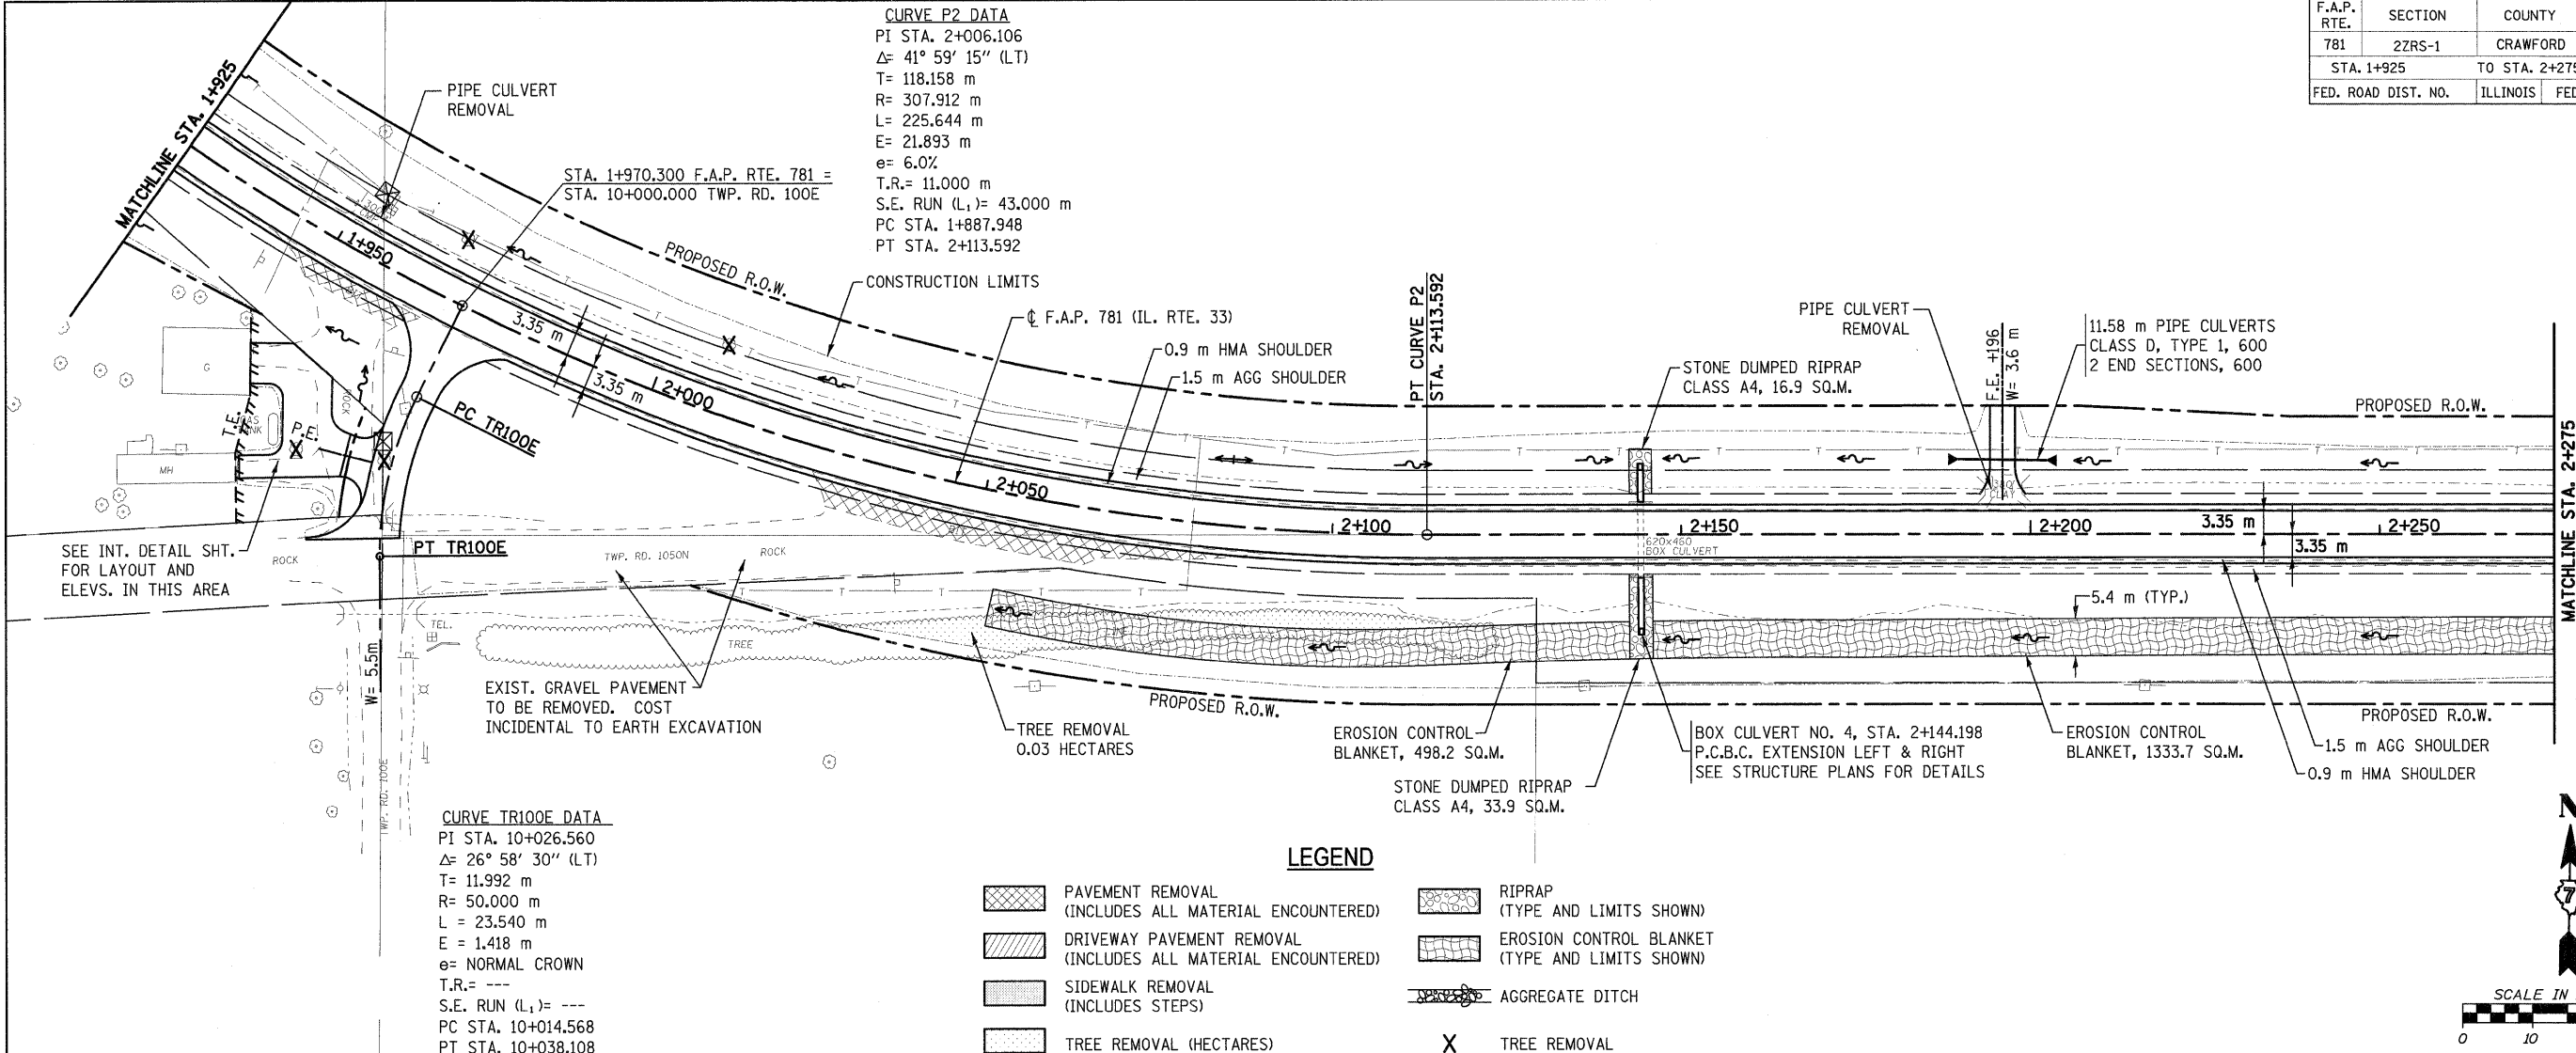 CURVE P2 DATA
PI STA. 2+006.106
Δ= 41° 59' 15" (LT)
T= 118.158 m
R= 307.912 m
L= 225.644 m
E= 21.893 m
e= 6.0%
T.R.= 11.000 m
S.E. RUN (L₁)= 43.000 m
PC STA. 1+887.948
PT STA. 2+113.592
F.A.P. RTE.
SECTION
COUNTY
781
2ZRS-1
CRAWFORD
STA. 1+925
TO STA. 2+275
FED. ROAD DIST. NO.
ILLINOIS
FED
MATCHLINE STA. 1+925
PIPE CULVERT
REMOVAL
STA. 1+970.300 F.A.P. RTE. 781 =
STA. 10+000.000 TWP. RD. 100E
1+950
PROPOSED R.O.W.
CONSTRUCTION LIMITS
3.35 m
3.35 m
2+000
℄ F.A.P. 781 (IL. RTE. 33)
0.9 m HMA SHOULDER
1.5 m AGG SHOULDER
PT CURVE P2
STA. 2+113.592
STONE DUMPED RIPRAP
CLASS A4, 16.9 SQ.M.
PIPE CULVERT
REMOVAL
F.E. +196
W= 3.6 m
11.58 m PIPE CULVERTS
CLASS D, TYPE 1, 600
2 END SECTIONS, 600
PROPOSED R.O.W.
MATCHLINE STA. 2+275
G
ROCK
GAS
TANK
T.E.
P.E.
MH
PC TR100E
2+050
2+100
2+150
2+200
3.35 m
2+250
3.35 m
620x460
BOX CULVERT
SEE INT. DETAIL SHT.
FOR LAYOUT AND
ELEVS. IN THIS AREA
ROCK
PT TR100E
TWP. RD. 1050N
ROCK
TEL.
TREE
LINE
5.4 m (TYP.)
W= 5.5m
TWP. RD. 100E
EXIST. GRAVEL PAVEMENT
TO BE REMOVED. COST
INCIDENTAL TO EARTH EXCAVATION
TREE REMOVAL
0.03 HECTARES
PROPOSED R.O.W.
EROSION CONTROL
BLANKET, 498.2 SQ.M.
STONE DUMPED RIPRAP
CLASS A4, 33.9 SQ.M.
BOX CULVERT NO. 4, STA. 2+144.198
P.C.B.C. EXTENSION LEFT & RIGHT
SEE STRUCTURE PLANS FOR DETAILS
EROSION CONTROL
BLANKET, 1333.7 SQ.M.
PROPOSED R.O.W.
1.5 m AGG SHOULDER
0.9 m HMA SHOULDER
CURVE TR100E DATA
PI STA. 10+026.560
Δ= 26° 58' 30" (LT)
T= 11.992 m
R= 50.000 m
L = 23.540 m
E = 1.418 m
e= NORMAL CROWN
T.R.= ---
S.E. RUN (L₁)= ---
PC STA. 10+014.568
PT STA. 10+038.108
LEGEND
PAVEMENT REMOVAL
(INCLUDES ALL MATERIAL ENCOUNTERED)
DRIVEWAY PAVEMENT REMOVAL
(INCLUDES ALL MATERIAL ENCOUNTERED)
SIDEWALK REMOVAL
(INCLUDES STEPS)
TREE REMOVAL (HECTARES)
RIPRAP
(TYPE AND LIMITS SHOWN)
EROSION CONTROL BLANKET
(TYPE AND LIMITS SHOWN)
AGGREGATE DITCH
X TREE REMOVAL
N
7
SCALE IN
0 10